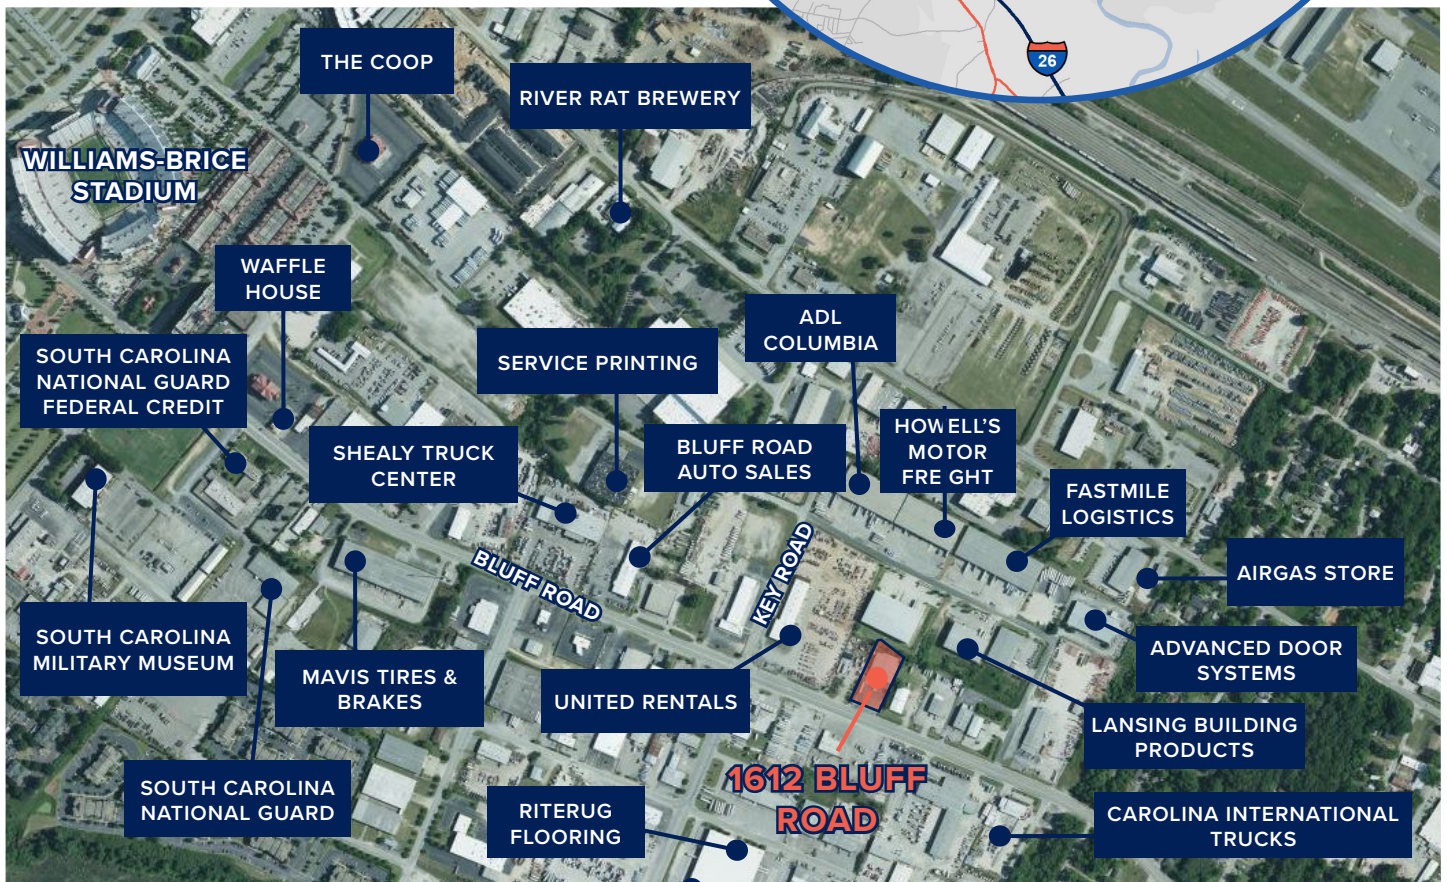 26
THE COOP
RIVER RAT BREWERY
WILLIAMS-BRICE
STADIUM
WAFFLE
HOUSE
ADL
COLUMBIA
SOUTH CAROLINA
NATIONAL GUARD
FEDERAL CREDIT
SERVICE PRINTING
SHEALY TRUCK
CENTER
BLUFF ROAD
AUTO SALES
HOWELL'S
MOTOR
FRE GHT
FASTMILE
LOGISTICS
BLUFF ROAD
KEY ROAD
AIRGAS STORE
SOUTH CAROLINA
MILITARY MUSEUM
MAVIS TIRES &
BRAKES
UNITED RENTALS
ADVANCED DOOR
SYSTEMS
LANSING BUILDING
PRODUCTS
SOUTH CAROLINA
NATIONAL GUARD
1612 BLUFF
ROAD
RITERUG
FLOORING
CAROLINA INTERNATIONAL
TRUCKS